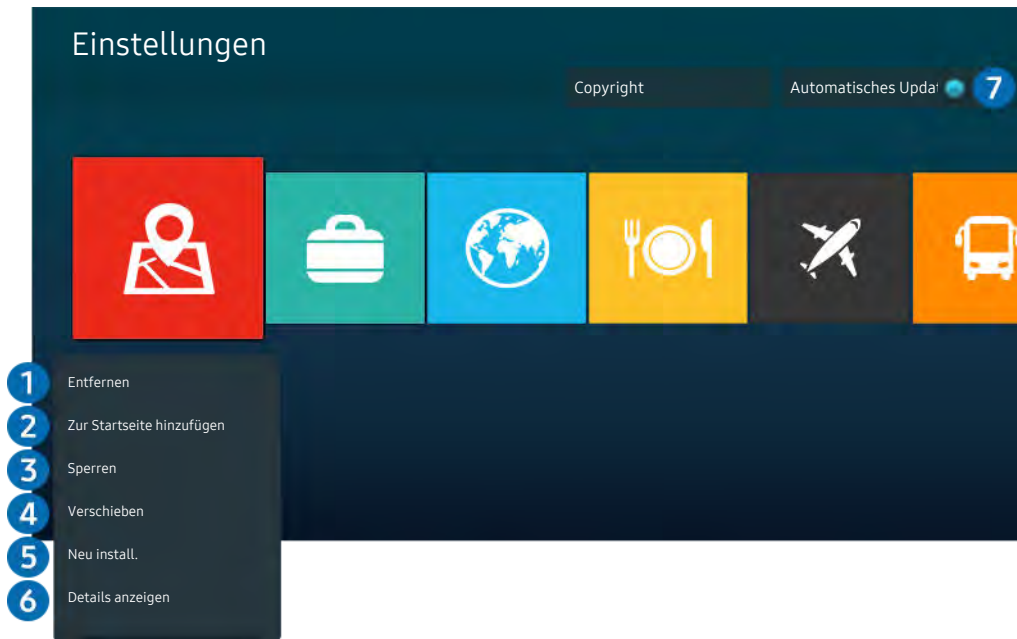 Einstellungen
Copyright
Automatisches Updat
7
1 Entfernen
2 Zur Startseite hinzufügen
3 Sperren
4 Verschieben
5 Neu install.
6 Details anzeigen